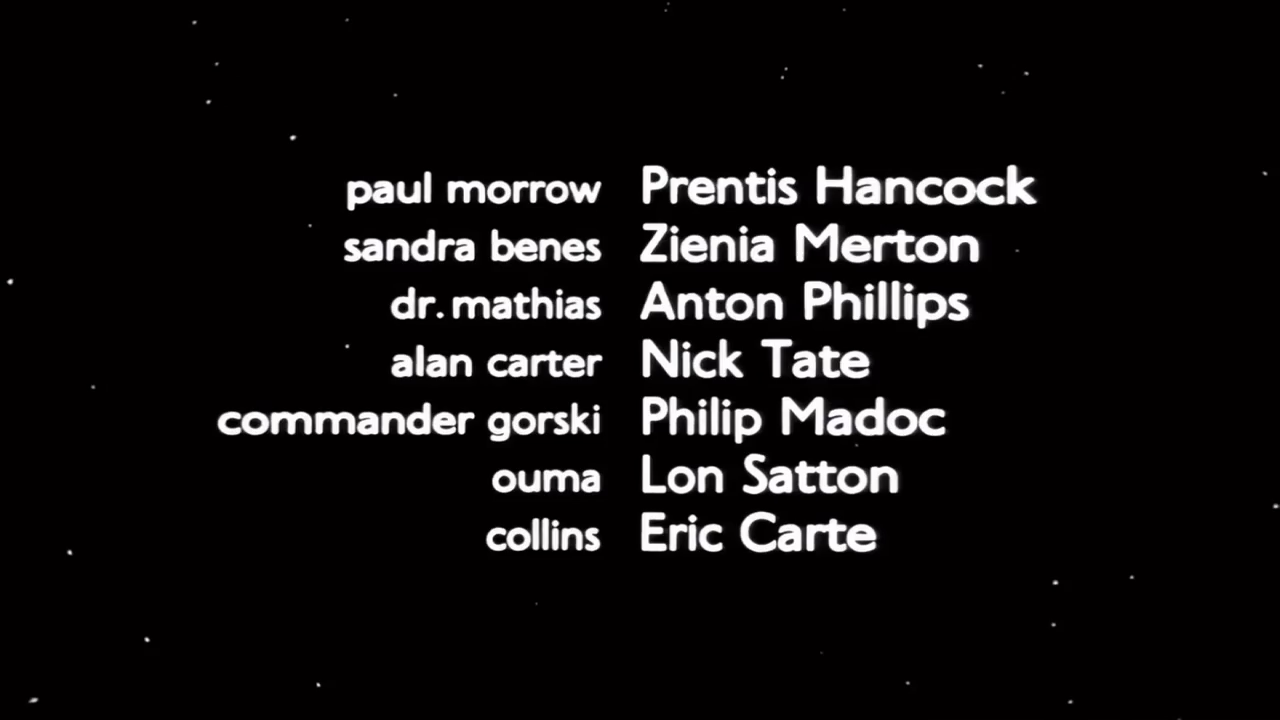 paul morrow Prentis Hancock
sandra benes Zienia Merton
dr. mathias Anton Phillips
alan carter Nick Tate
commander gorski Philip Madoc
ouma Lon Satton
collins Eric Carte